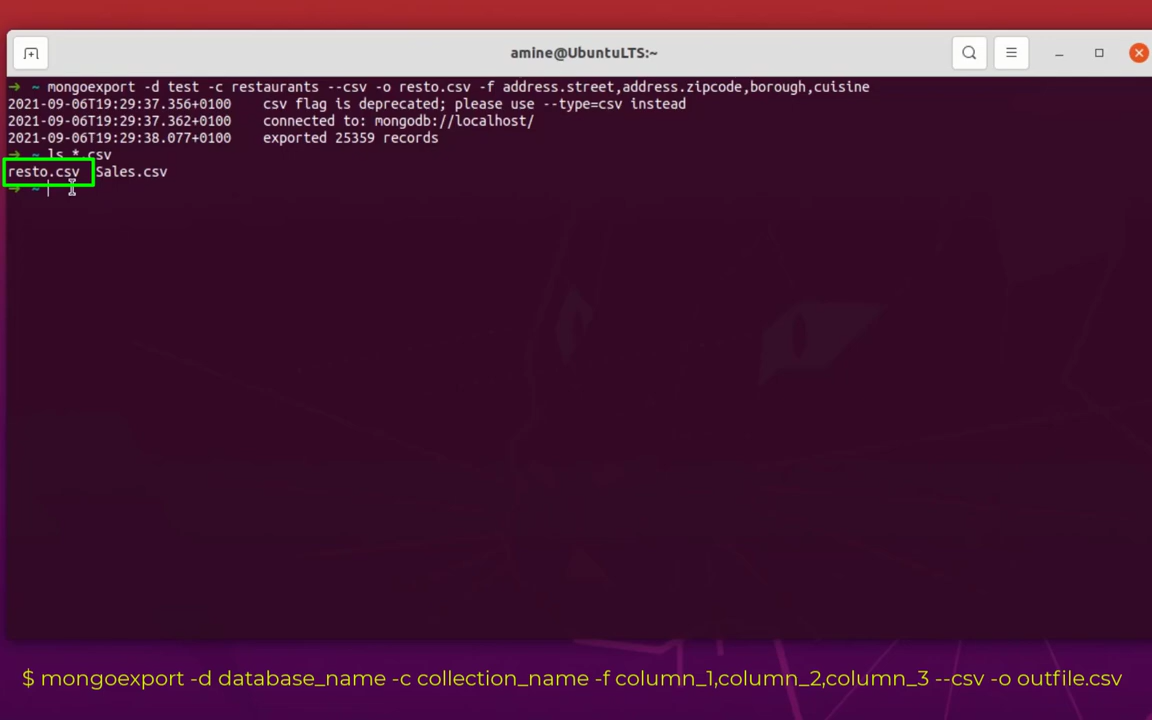 amine@UbuntuLTS:~
➜ ~ mongoexport -d test -c restaurants --csv -o resto.csv -f address.street,address.zipcode,borough,cuisine
2021-09-06T19:29:37.356+0100 csv flag is deprecated; please use --type=csv instead
2021-09-06T19:29:37.362+0100 connected to: mongodb://localhost/
2021-09-06T19:29:38.077+0100 exported 25359 records
➜ ~ ls *.csv
resto.csv Sales.csv
➜ ~
$ mongoexport -d database_name -c collection_name -f column_1,column_2,column_3 --csv -o outfile.csv